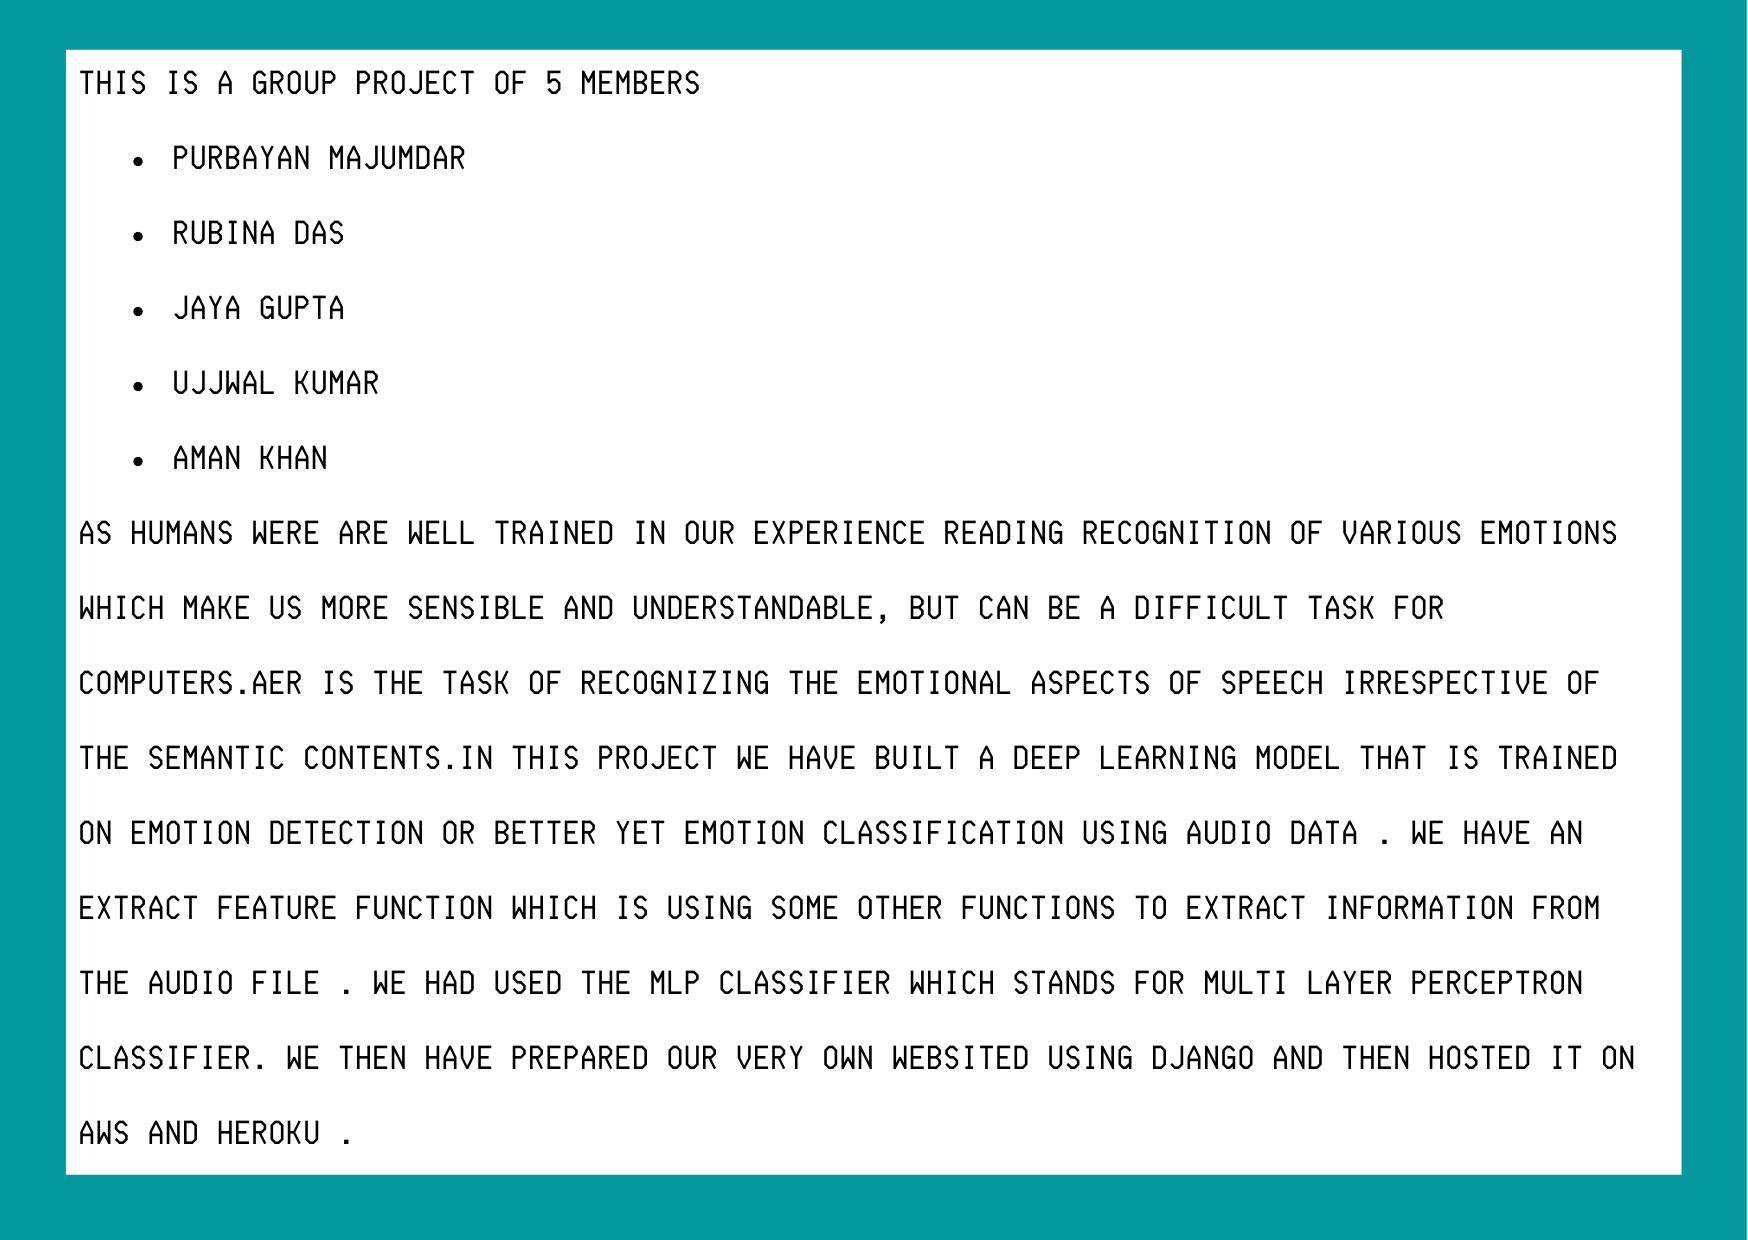 THIS IS A GROUP PROJECT OF 5 MEMBERS
• PURBAYAN MAJUMDAR
• RUBINA DAS
• JAYA GUPTA
• UJJWAL KUMAR
• AMAN KHAN
AS HUMANS WERE ARE WELL TRAINED IN OUR EXPERIENCE READING RECOGNITION OF VARIOUS EMOTIONS
WHICH MAKE US MORE SENSIBLE AND UNDERSTANDABLE, BUT CAN BE A DIFFICULT TASK FOR
COMPUTERS.AER IS THE TASK OF RECOGNIZING THE EMOTIONAL ASPECTS OF SPEECH IRRESPECTIVE OF
THE SEMANTIC CONTENTS.IN THIS PROJECT WE HAVE BUILT A DEEP LEARNING MODEL THAT IS TRAINED
ON EMOTION DETECTION OR BETTER YET EMOTION CLASSIFICATION USING AUDIO DATA . WE HAVE AN
EXTRACT FEATURE FUNCTION WHICH IS USING SOME OTHER FUNCTIONS TO EXTRACT INFORMATION FROM
THE AUDIO FILE . WE HAD USED THE MLP CLASSIFIER WHICH STANDS FOR MULTI LAYER PERCEPTRON
CLASSIFIER. WE THEN HAVE PREPARED OUR VERY OWN WEBSITED USING DJANGO AND THEN HOSTED IT ON
AWS AND HEROKU .